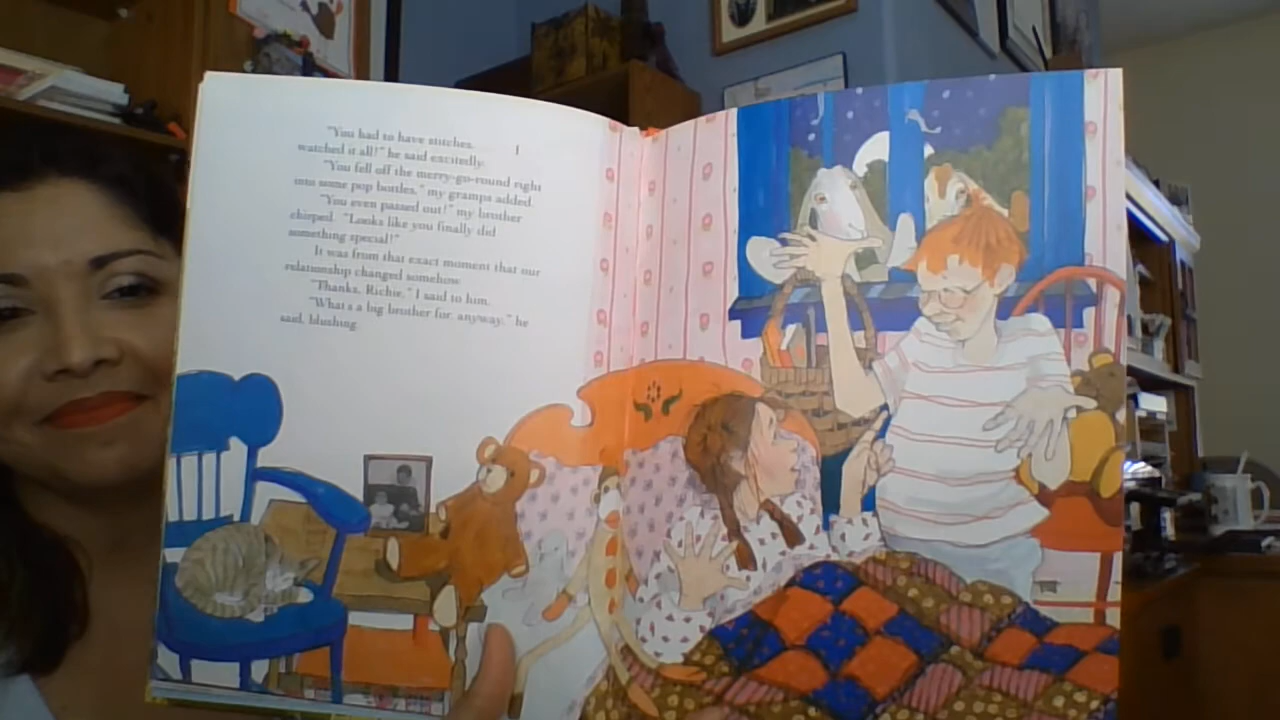 "You had to have stitches. I
watched it all!" he said excitedly.
"You fell off the merry-go-round right
into some pop bottles," my gramps added.
"You even passed out!" my brother
chirped. "Looks like you finally did
something special!"
It was from that exact moment that our
relationship changed somehow.
"Thanks, Richie," I said to him.
"What's a big brother for, anyway," he
said, blushing.